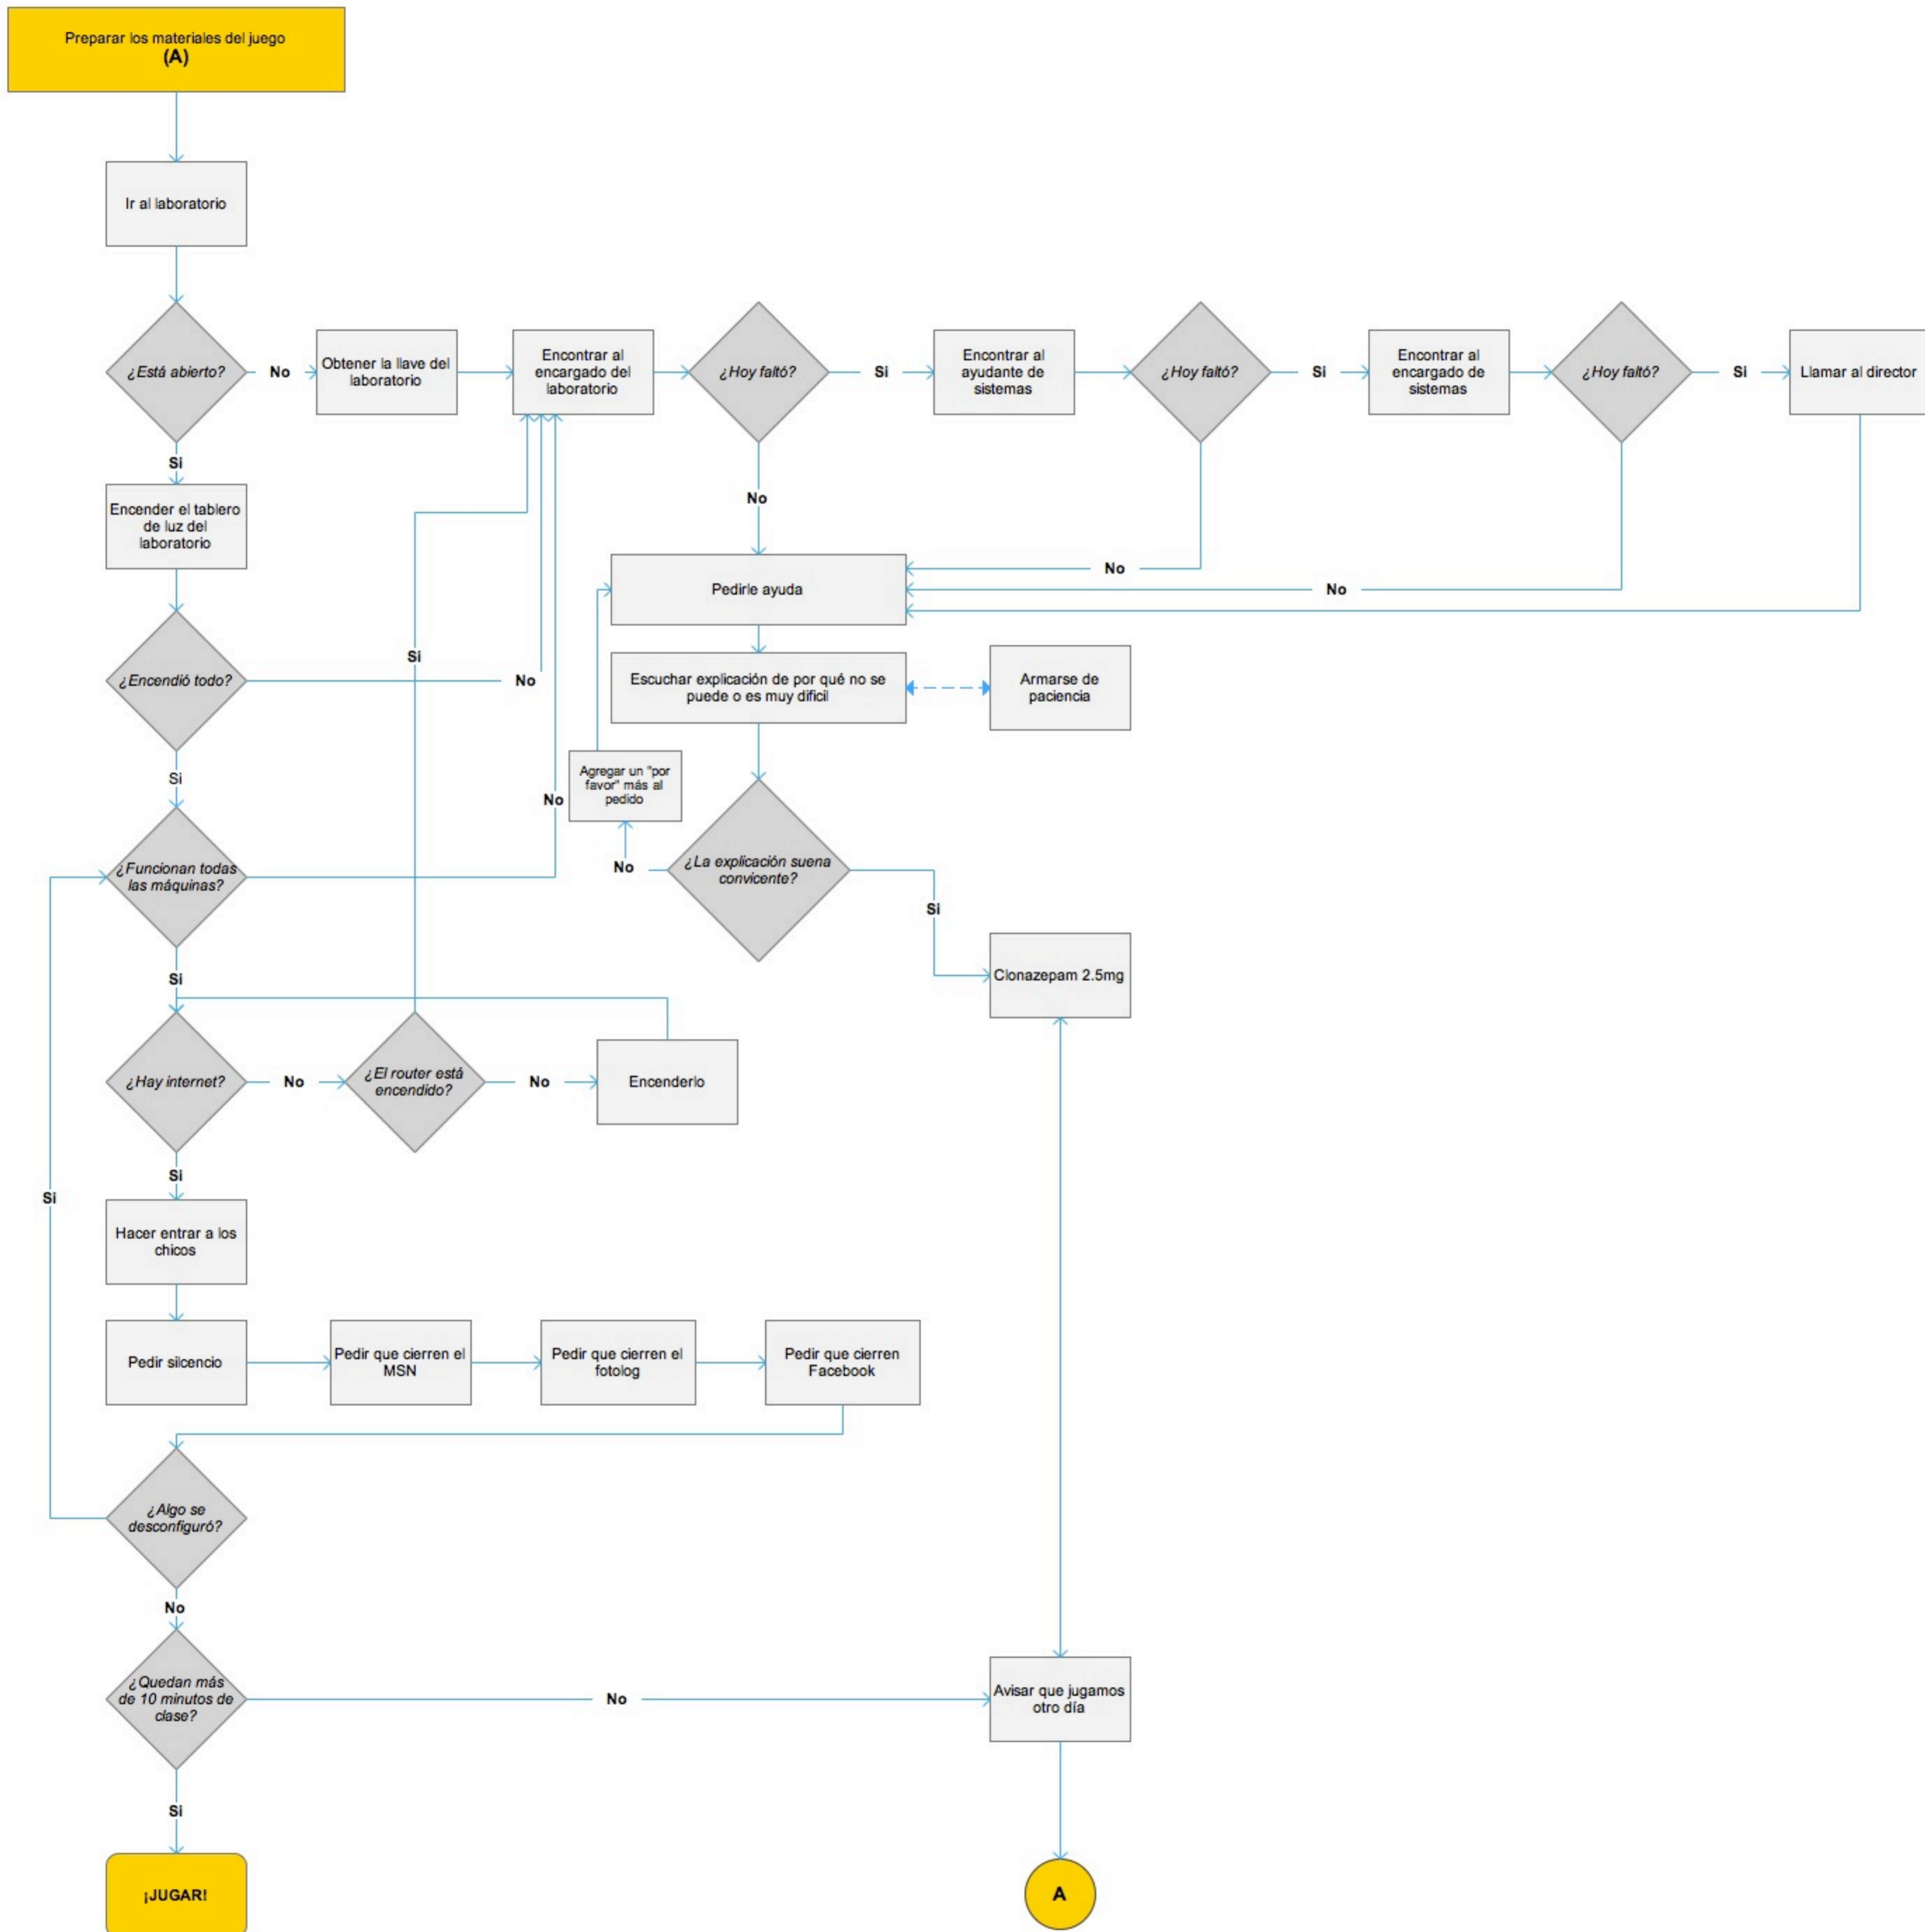 Preparar los materiales del juego
(A)
Ir al laboratorio
¿Está abierto?
No
Obtener la llave del
laboratorio
Encontrar al
encargado del
laboratorio
¿Hoy faltó?
Si
Encontrar al
ayudante de
sistemas
¿Hoy faltó?
Si
Encontrar al
encargado de
sistemas
¿Hoy faltó?
Si
Llamar al director
Si
Encender el tablero
de luz del
laboratorio
No
No
No
Pedirle ayuda
¿Encendió todo?
No
Si
Escuchar explicación de por qué no se
puede o es muy dificil
Armarse de
paciencia
Si
Agregar un "por
favor" más al
pedido
No
¿Funcionan todas
las máquinas?
No
¿La explicación suena
convicente?
Si
Si
Clonazepam 2.5mg
¿Hay internet?
No
¿El router está
encendido?
No
Encenderlo
Si
Si
Hacer entrar a los
chicos
Pedir silcencio
Pedir que cierren el
MSN
Pedir que cierren el
fotolog
Pedir que cierren
Facebook
¿Algo se
desconfiguró?
No
¿Quedan más
de 10 minutos de
clase?
No
Avisar que jugamos
otro día
Si
¡JUGAR!
A